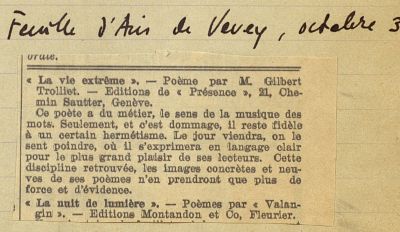 Feuille d'Avis de Vevey, octobre 3
orale.
« La vie extrême ». — Poème par M. Gilbert
Trolliet. — Editions de « Présence », 21, Che-
min Sautter, Genève.
Ce poète a du métier, le sens de la musique des
mots. Seulement, et c'est dommage, il reste fidèle
à un certain hermétisme. Le jour viendra, on le
sent poindre, où il s'exprimera en langage clair
pour le plus grand plaisir de ses lecteurs. Cette
discipline retrouvée, les images concrètes et neu-
ves de ses poèmes n'en prendront que plus de
force et d'évidence.
« La nuit de lumière ». — Poèmes par « Valan-
gin ». — Editions Montandon et Co, Fleurier.